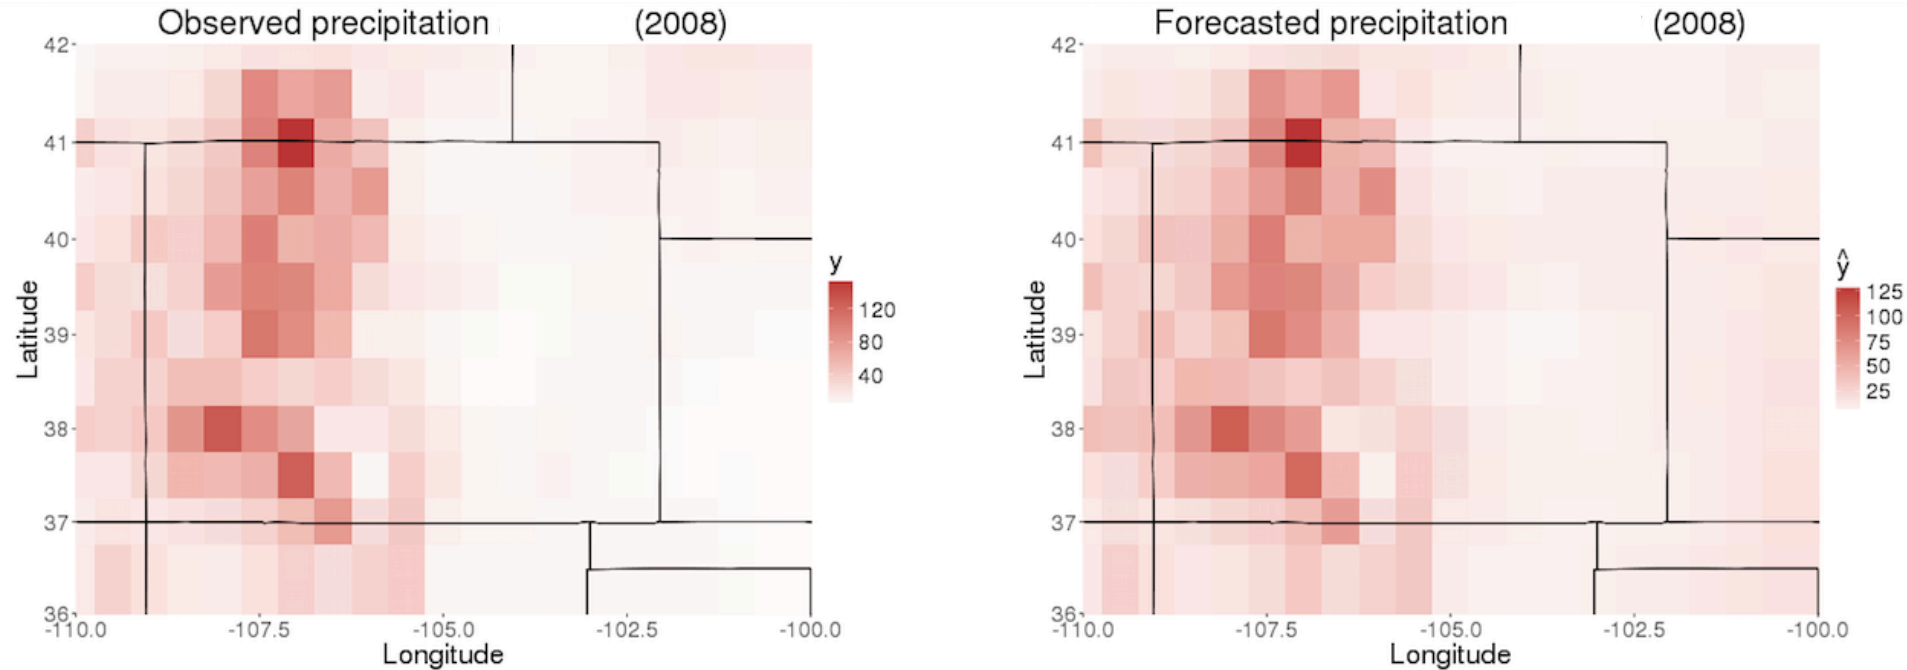 Observed precipitation (2008)
42
41
40
39
38
37
36
-110.0 -107.5 -105.0 -102.5 -100.0
Latitude
Longitude
y
120
80
40
Forecasted precipitation (2008)
42
41
40
39
38
37
36
-110.0 -107.5 -105.0 -102.5 -100.0
Latitude
Longitude
ŷ
125
100
75
50
25